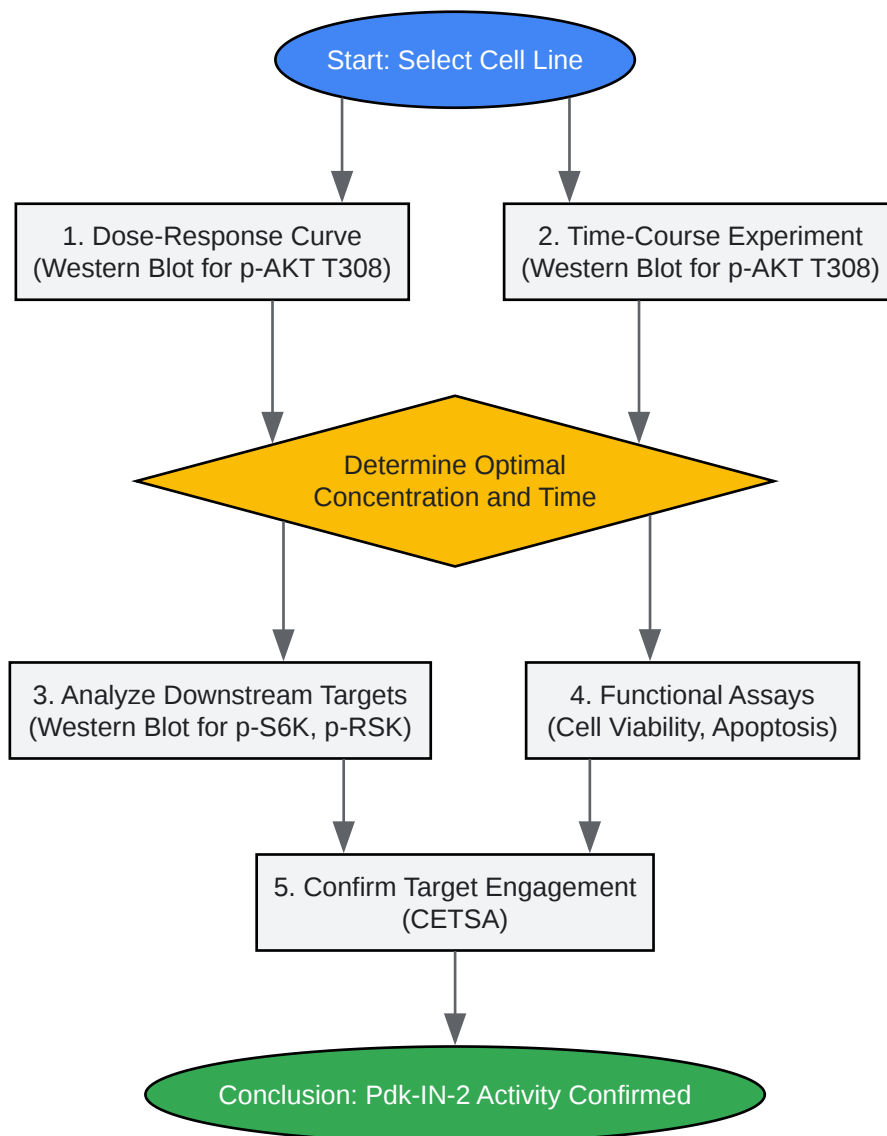 Start: Select Cell Line
1. Dose-Response Curve
(Western Blot for p-AKT T308)
2. Time-Course Experiment
(Western Blot for p-AKT T308)
Determine Optimal
Concentration and Time
3. Analyze Downstream Targets
(Western Blot for p-S6K, p-RSK)
4. Functional Assays
(Cell Viability, Apoptosis)
5. Confirm Target Engagement
(CETSA)
Conclusion: Pdk-IN-2 Activity Confirmed